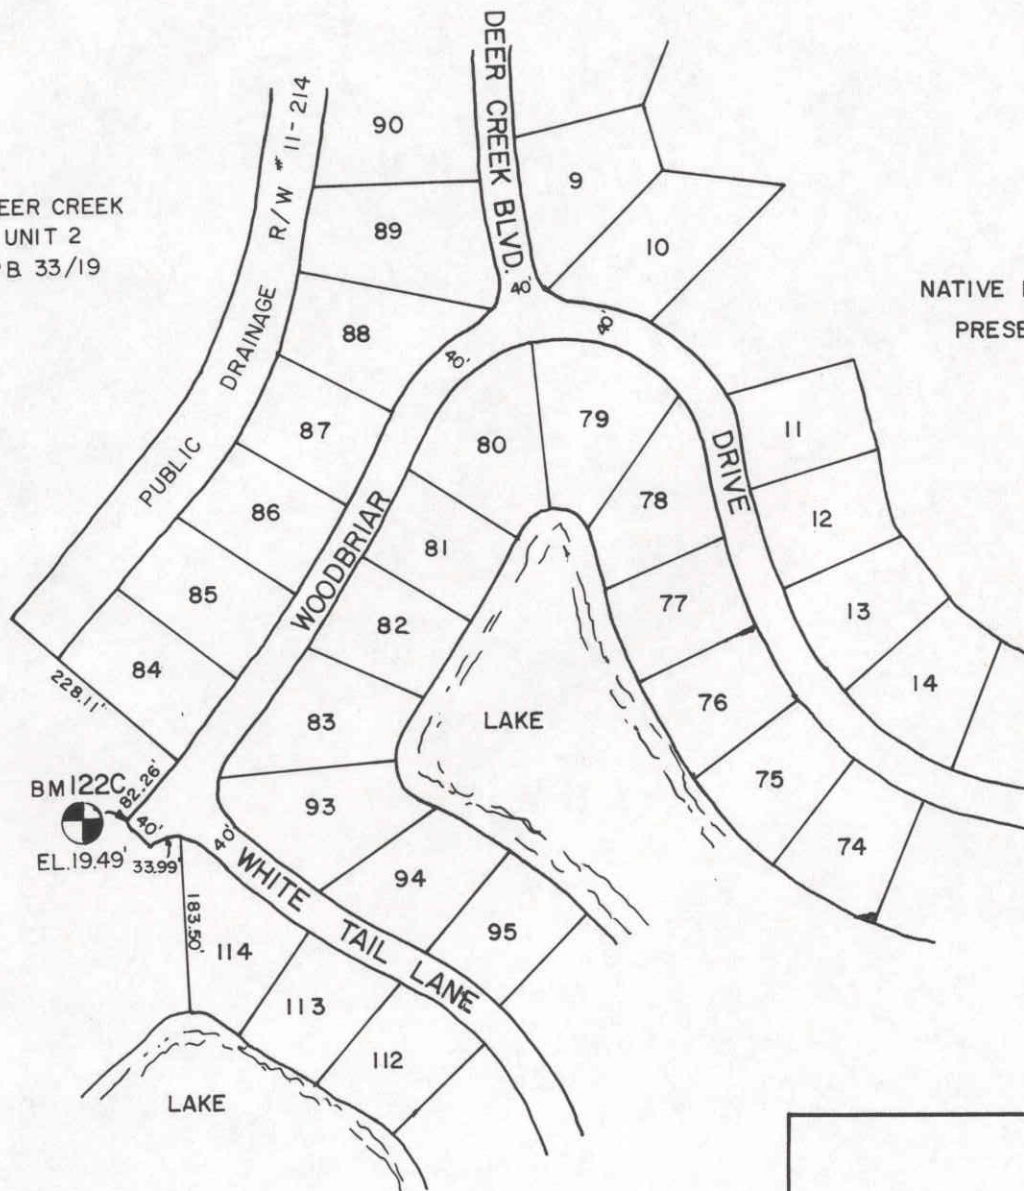 DEER CREEK BLVD.
R/W # 11-214
90
9
EER CREEK
UNIT 2
B. 33/19
89
10
40'
NATIVE
PRESE
88
40'
40'
PUBLIC DRAINAGE
87
80
79
11
DRIVE
86
78
12
WOODBRIAR
81
85
77
13
82
84
76
14
228.11'
83
LAKE
75
BM122C
82.26'
93
40'
40'
EL.19.49'
33.99'
74
WHITE TAIL LANE
94
183.50'
95
114
113
112
LAKE